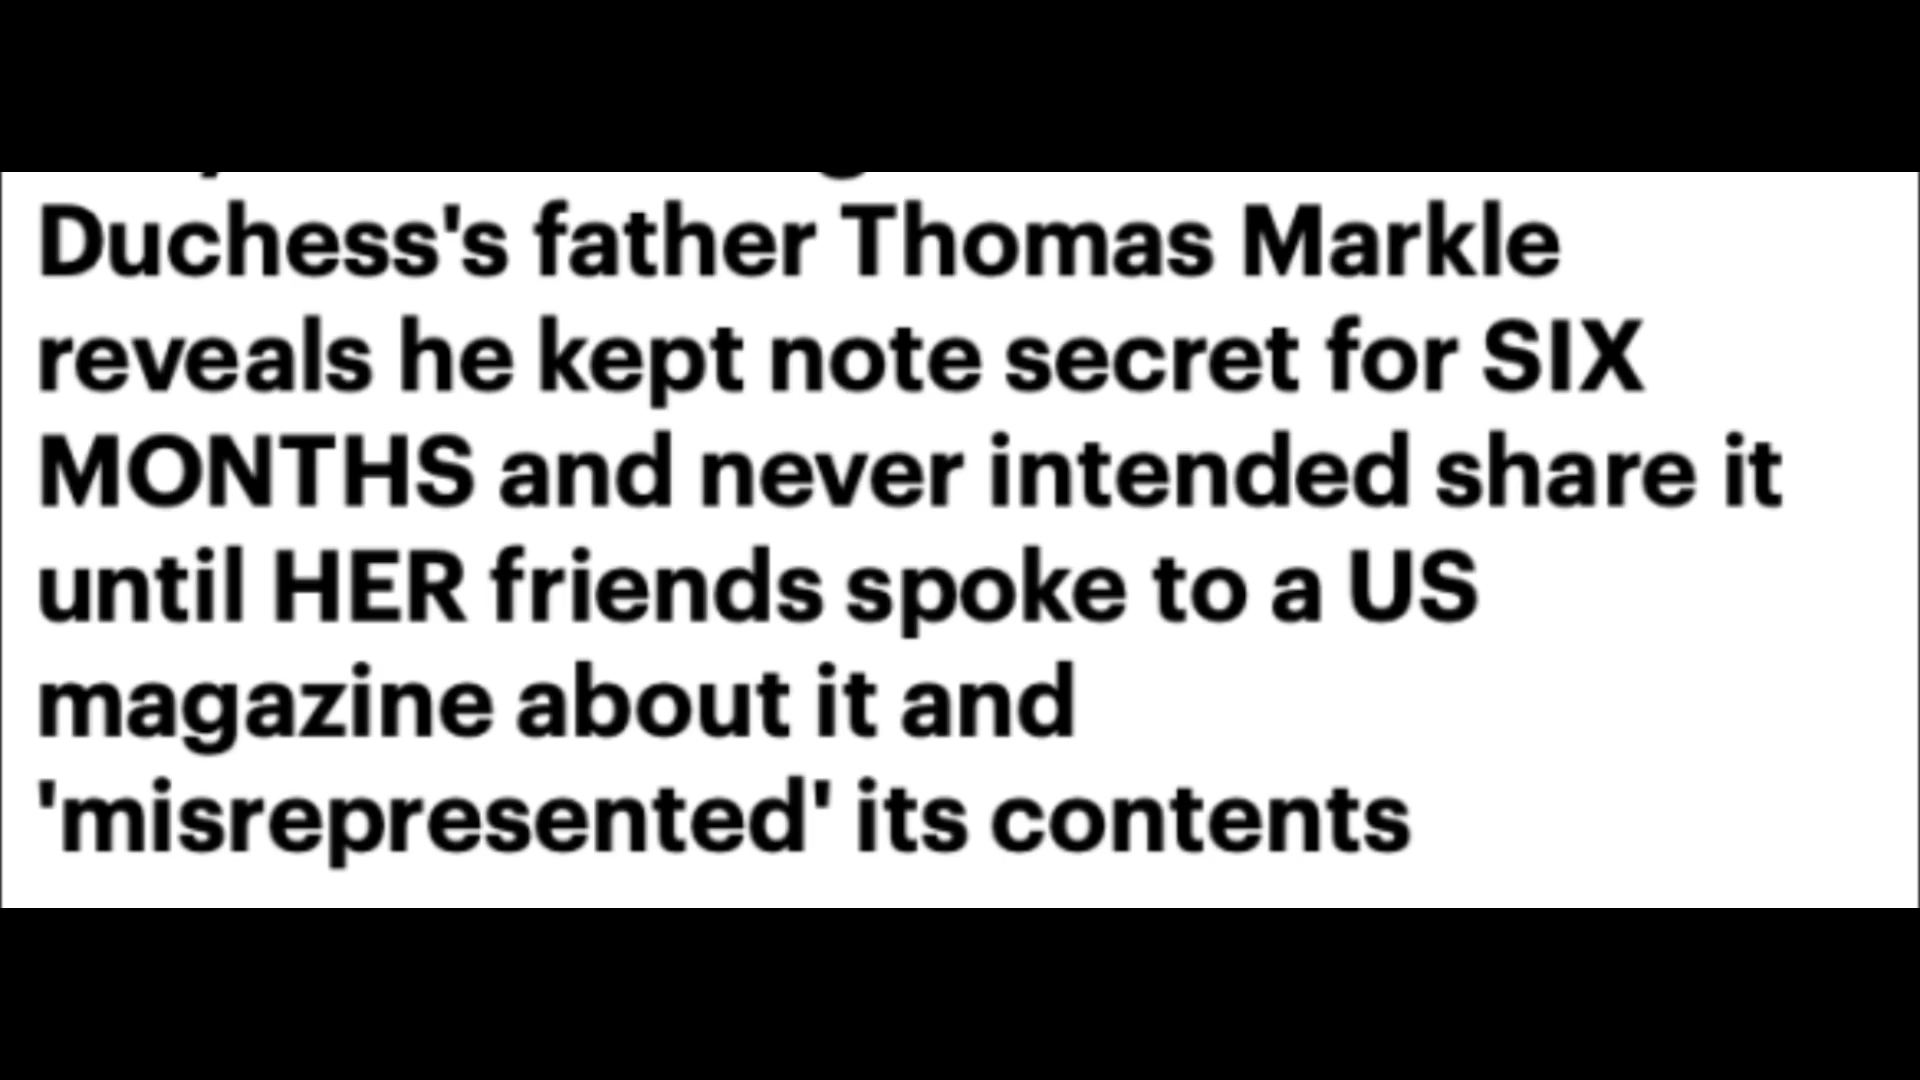 Duchess's father Thomas Markle
reveals he kept note secret for SIX
MONTHS and never intended share it
until HER friends spoke to a US
magazine about it and
'misrepresented' its contents